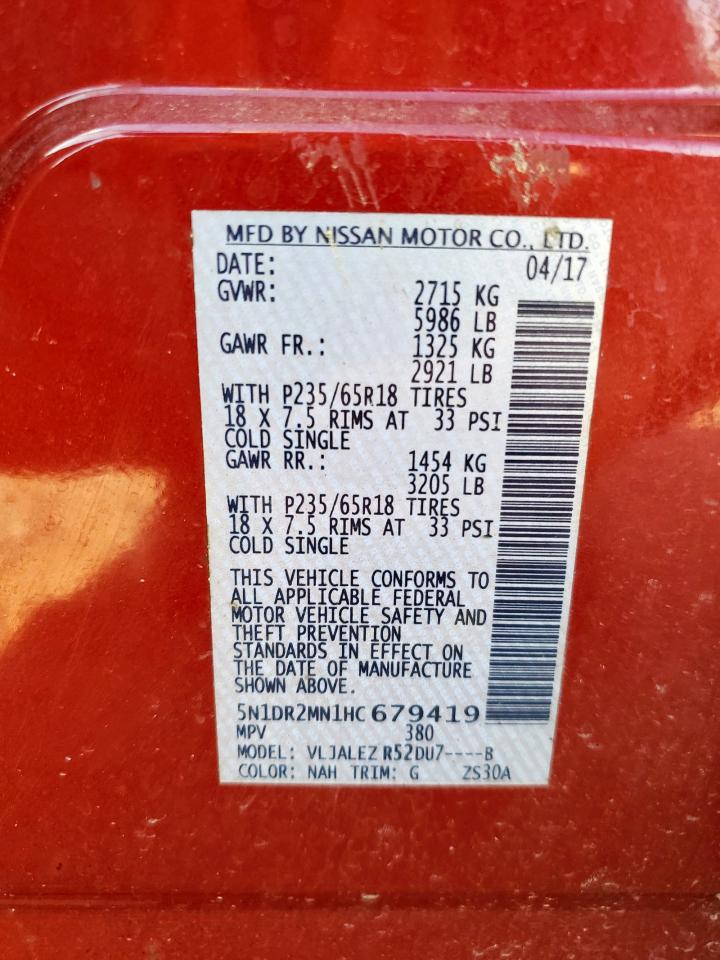 MFD BY NISSAN MOTOR CO., LTD.
DATE: 04/17
GVWR: 2715 KG
5986 LB
GAWR FR.: 1325 KG
2921 LB
WITH P235/65R18 TIRES
18 X 7.5 RIMS AT 33 PSI
COLD SINGLE
GAWR RR.: 1454 KG
3205 LB
WITH P235/65R18 TIRES
18 X 7.5 RIMS AT 33 PSI
COLD SINGLE
THIS VEHICLE CONFORMS TO
ALL APPLICABLE FEDERAL
MOTOR VEHICLE SAFETY AND
THEFT PREVENTION
STANDARDS IN EFFECT ON
THE DATE OF MANUFACTURE
SHOWN ABOVE.
5N1DR2MN1HC679419
MPV 380
MODEL: VLJALEZ R52DU7----B
COLOR: NAH TRIM: G ZS30A